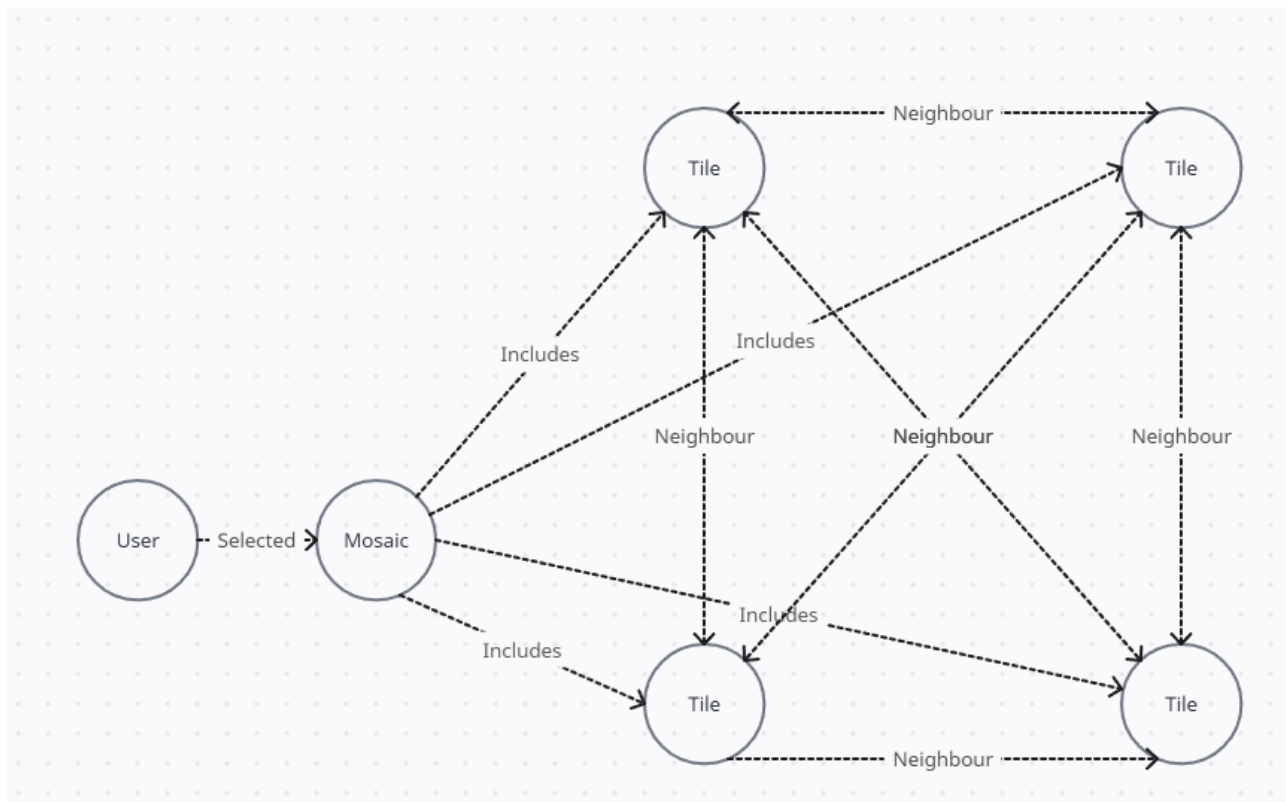 Neighbour
Tile
Tile
Includes
Includes
Neighbour
Neighbour
Neighbour
User
Selected
Mosaic
Includes
Includes
Tile
Tile
Neighbour